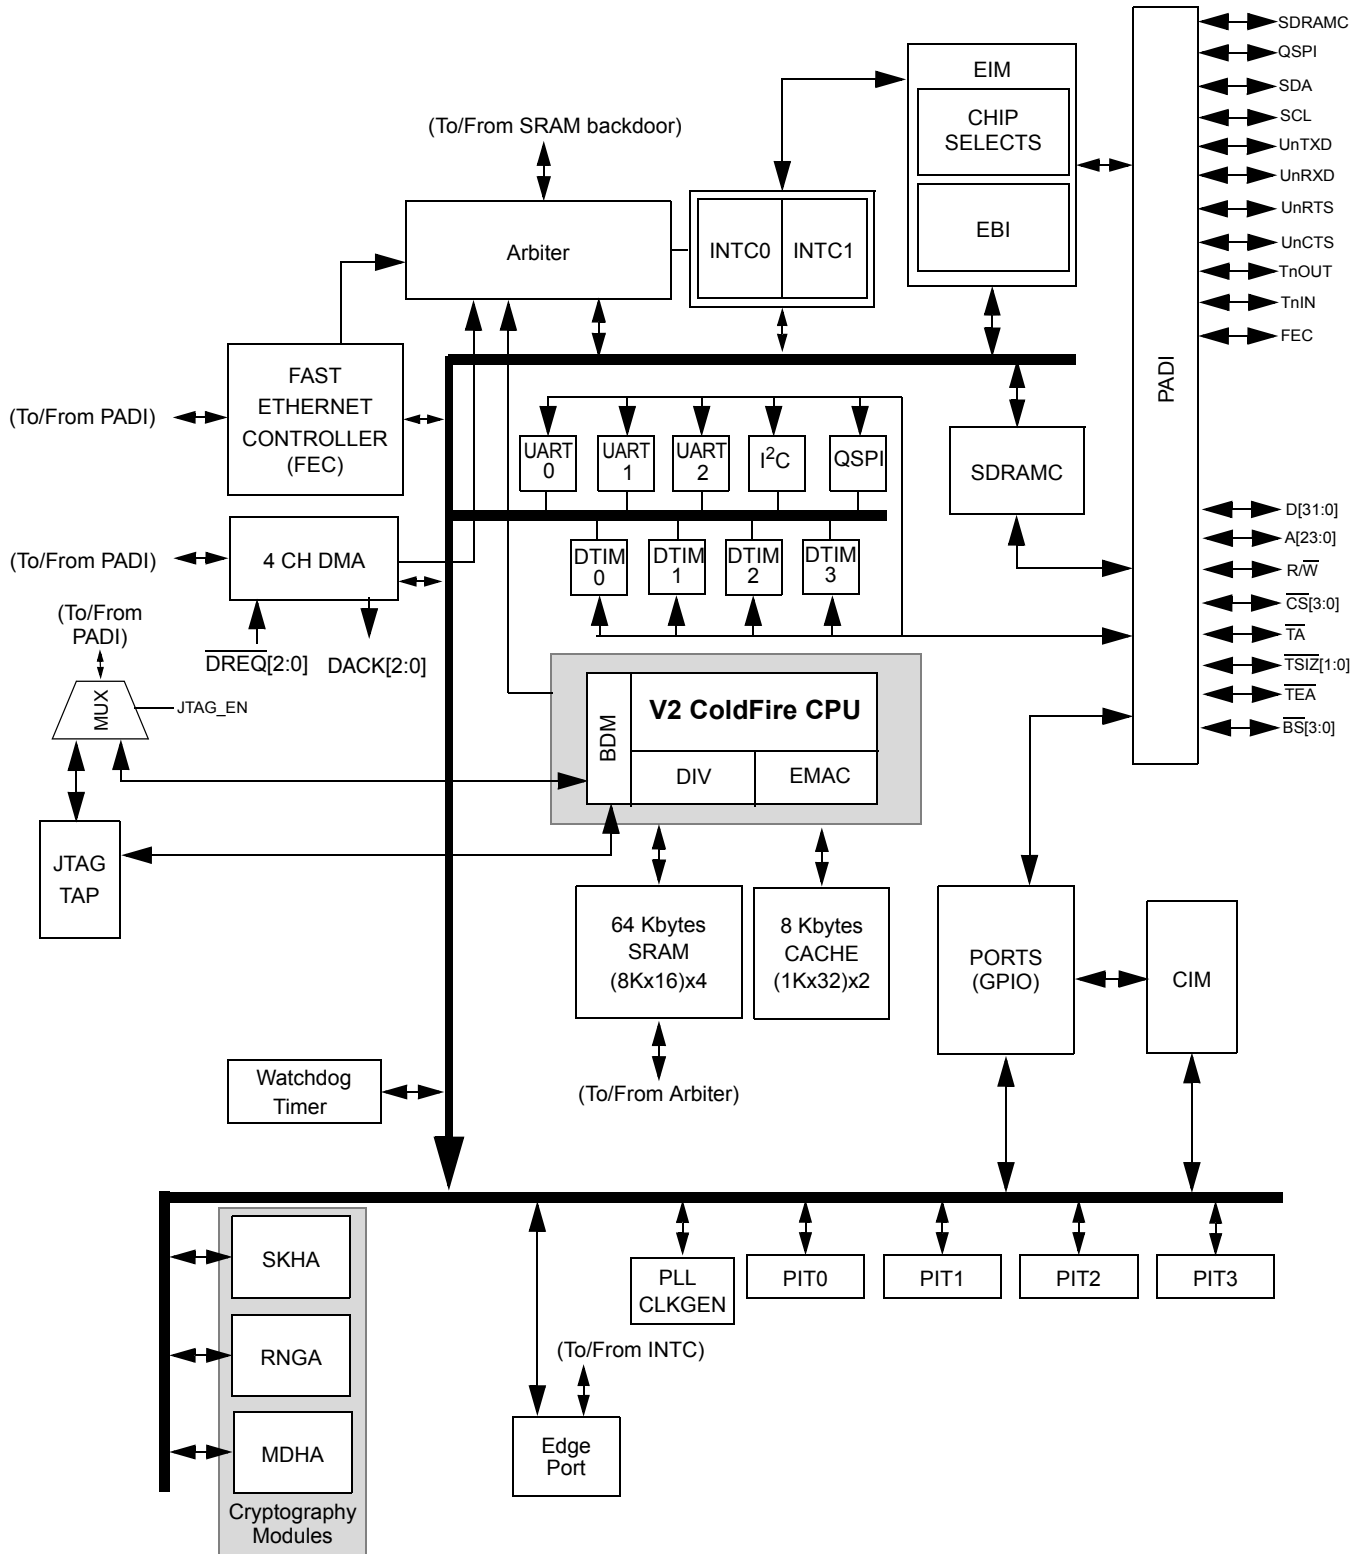 SDRAMC
QSPI
SDA
SCL
UnTXD
UnRXD
UnRTS
UnCTS
TnOUT
TnIN
FEC
PADI
D[31:0]
A[23:0]
R/W̅
C̅S̅[3:0]
T̅A̅
T̅S̅I̅Z̅[1:0]
T̅E̅A̅
B̅S̅[3:0]
EIM
CHIP
SELECTS
EBI
(To/From SRAM backdoor)
Arbiter
INTC0
INTC1
FAST
ETHERNET
CONTROLLER
(FEC)
(To/From PADI)
UART
0
UART
1
UART
2
I²C
QSPI
SDRAMC
(To/From PADI)
4 CH DMA
DTIM
0
DTIM
1
DTIM
2
DTIM
3
(To/From
PADI)
D̅R̅E̅Q̅[2:0]
DACK[2:0]
MUX
JTAG_EN
BDM
V2 ColdFire CPU
DIV
EMAC
JTAG
TAP
64 Kbytes
SRAM
(8Kx16)x4
8 Kbytes
CACHE
(1Kx32)x2
PORTS
(GPIO)
CIM
Watchdog
Timer
(To/From Arbiter)
SKHA
RNGA
MDHA
Cryptography
Modules
PLL
CLKGEN
PIT0
PIT1
PIT2
PIT3
(To/From INTC)
Edge
Port